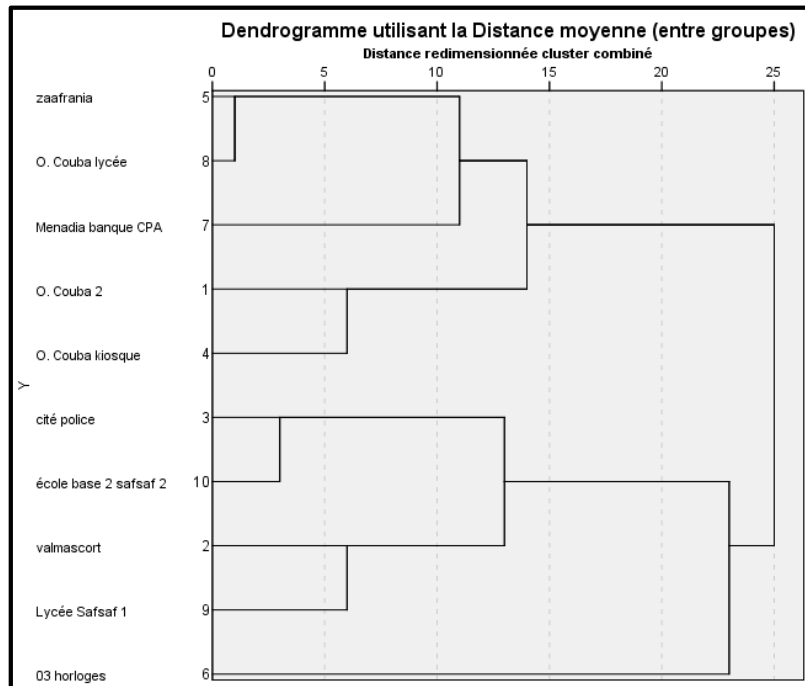 Dendrogramme utilisant la Distance moyenne (entre groupes)
Distance redimensionnée cluster combiné
0 5 10 15 20 25
zaafrania 5
O. Couba lycée 8
Menadia banque CPA 7
O. Couba 2 1
O. Couba kiosque 4
Y
cité police 3
école base 2 safsaf 2 10
valmascort 2
Lycée Safsaf 1 9
03 horloges 6